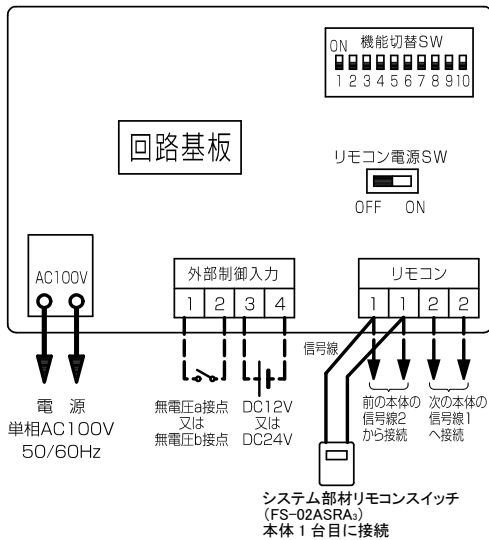 機能切替SW
ON
1 2 3 4 5 6 7 8 9 10
回路基板
リモコン電源SW
OFF ON
AC100V
外部制御入力
1 2 3 4
リモコン
1 1 2 2
信号線
電 源
単相AC100V
50/60Hz
無電圧a接点
又は
無電圧b接点
DC12V
又は
DC24V
前の本体の
信号線2
から接続
次の本体の
信号線1
へ接続
システム部材リモコンスイッチ
(FS-02ASRA₃)
本体1台目に接続